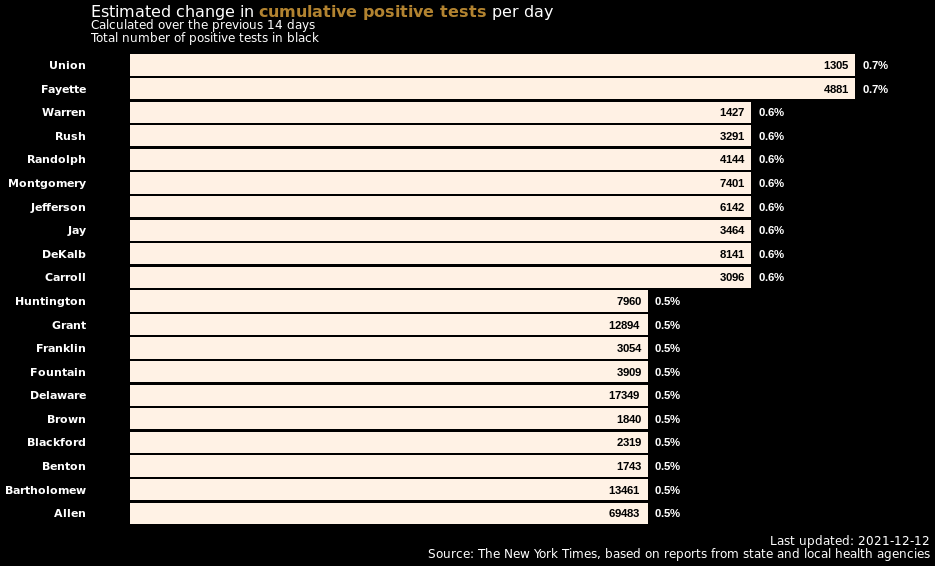 Estimated change in cumulative positive tests per day
Calculated over the previous 14 days
Total number of positive tests in black
Union 1305 0.7%
Fayette 4881 0.7%
Warren 1427 0.6%
Rush 3291 0.6%
Randolph 4144 0.6%
Montgomery 7401 0.6%
Jefferson 6142 0.6%
Jay 3464 0.6%
DeKalb 8141 0.6%
Carroll 3096 0.6%
Huntington 7960 0.5%
Grant 12894 0.5%
Franklin 3054 0.5%
Fountain 3909 0.5%
Delaware 17349 0.5%
Brown 1840 0.5%
Blackford 2319 0.5%
Benton 1743 0.5%
Bartholomew 13461 0.5%
Allen 69483 0.5%
Last updated: 2021-12-12
Source: The New York Times, based on reports from state and local health agencies